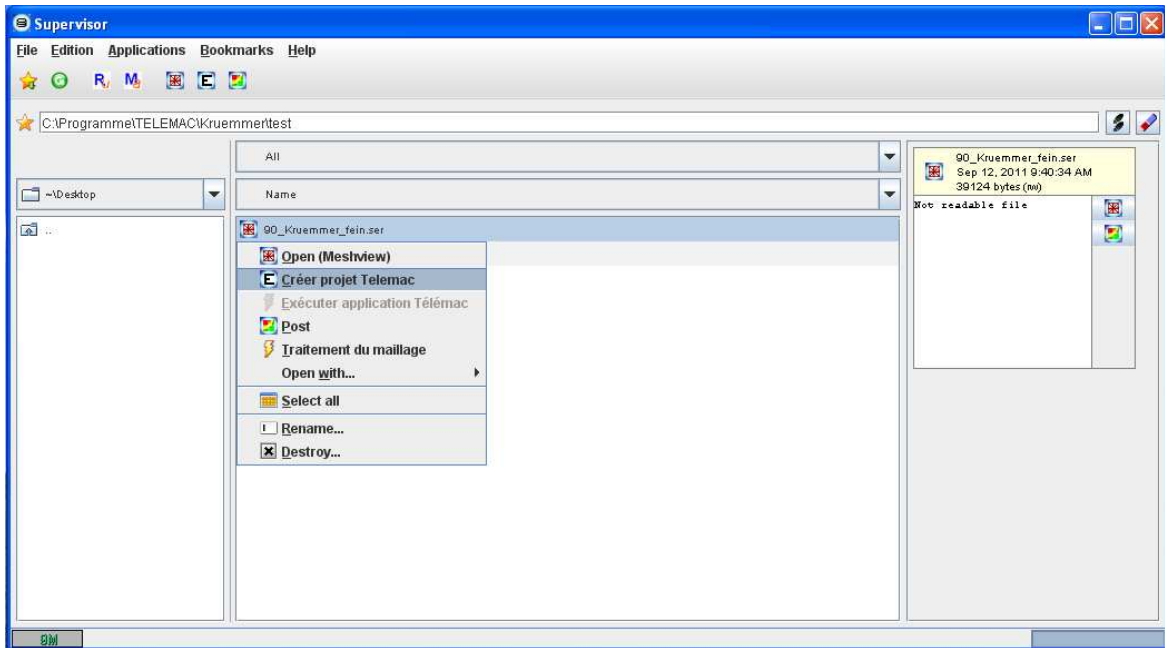 Supervisor
File Edition Applications Bookmarks Help
R M E
C:\Programme\TELEMAC\Kruemmer\test
All
~\Desktop
Name
..
90_Kruemmer_fein.ser
Open (Meshview)
E Créer projet Telemac
Exécuter application Télémac
Post
Traitement du maillage
Open with...
Select all
Rename...
Destroy...
90_Kruemmer_fein.ser
Sep 12, 2011 9:40:34 AM
39124 bytes (rw)
Not readable file